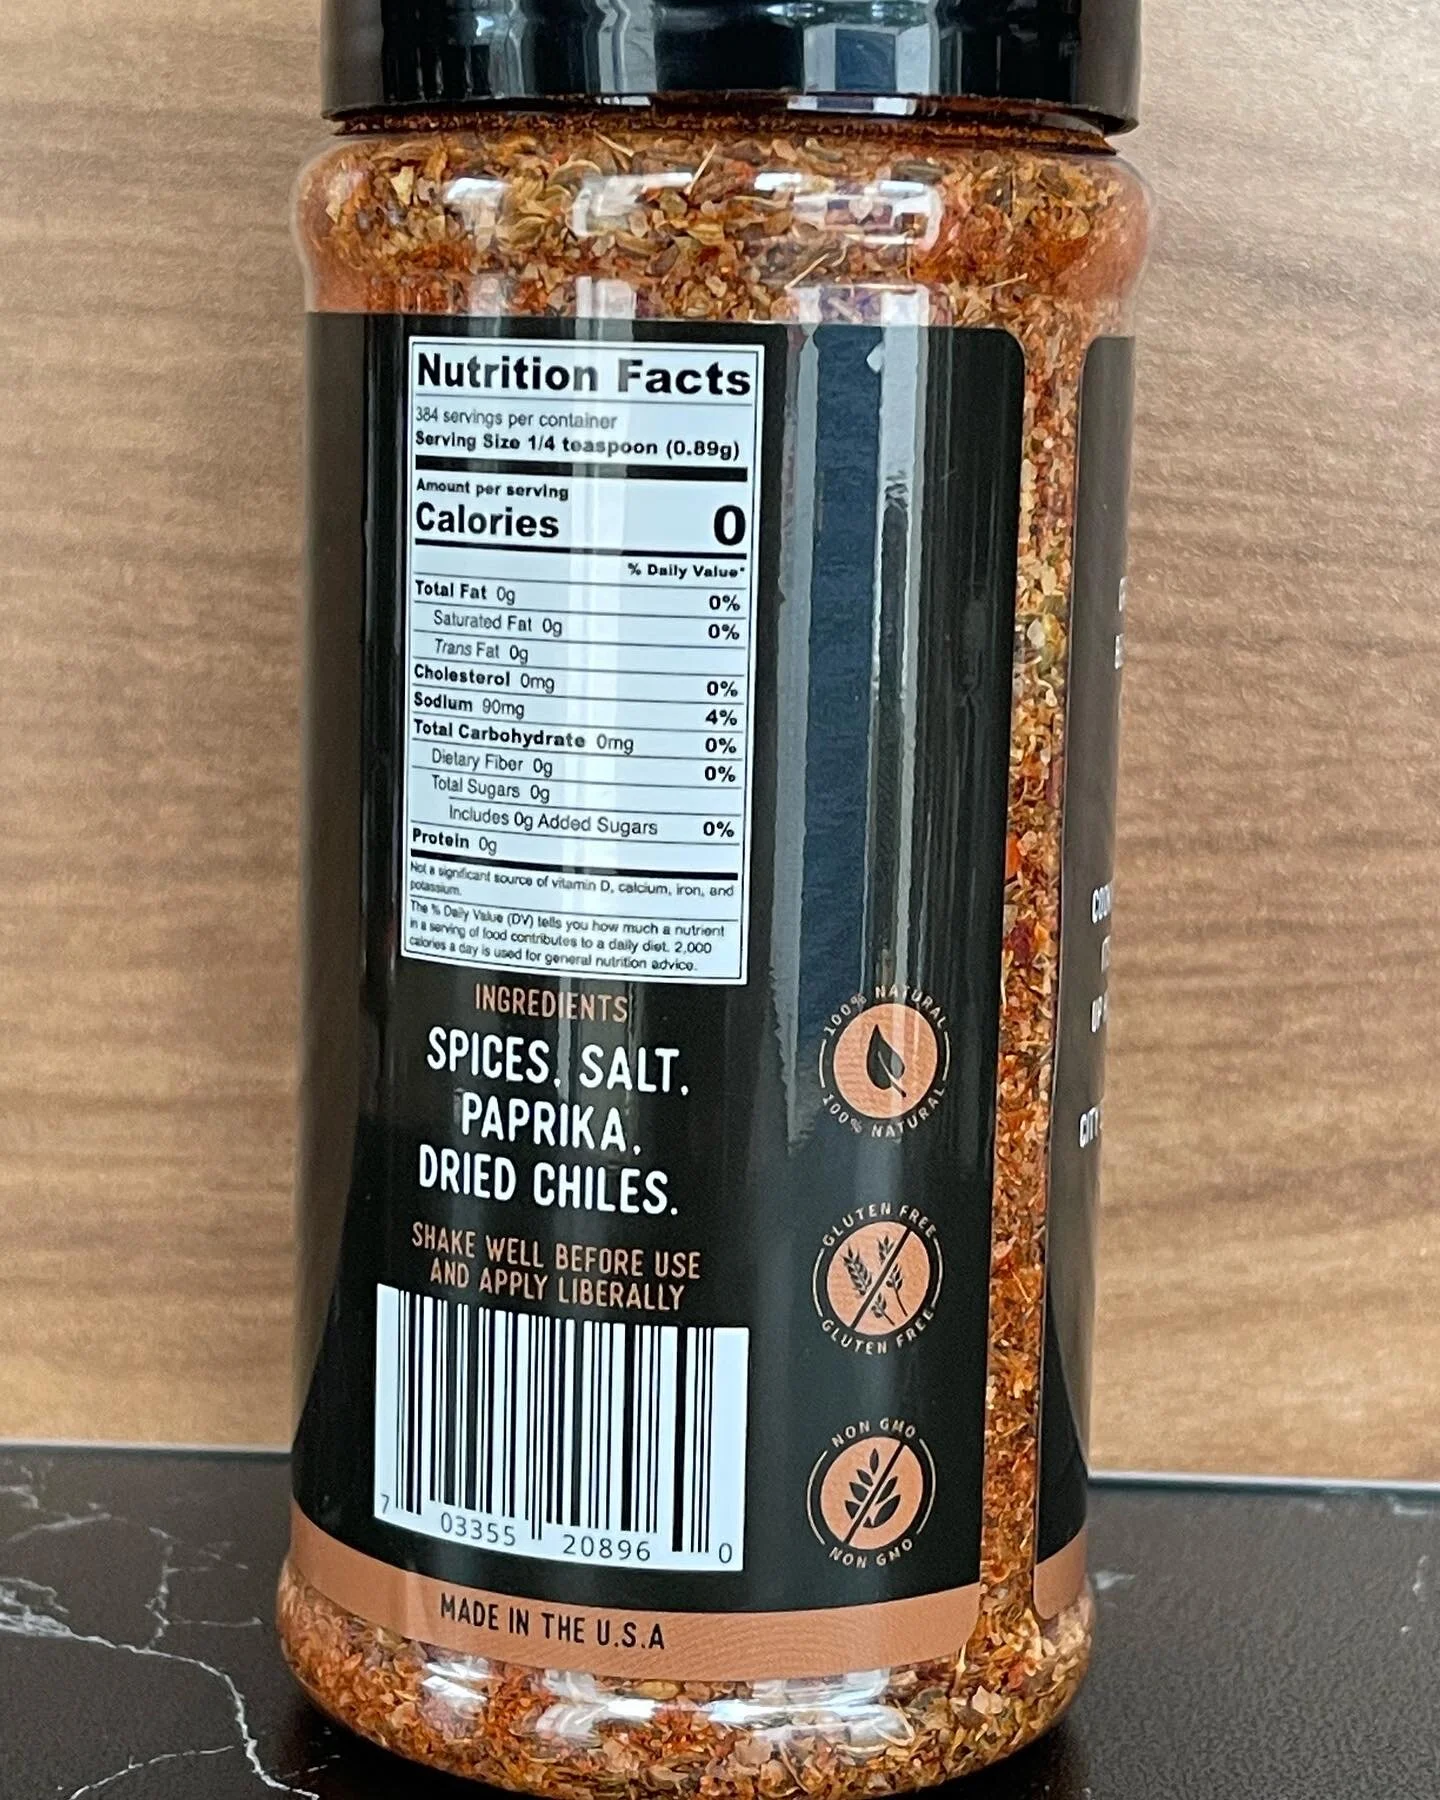 Nutrition Facts
384 servings per container
Serving Size 1/4 teaspoon (0.89g)
Amount per serving
Calories 0
% Daily Value*
Total Fat 0g 0%
Saturated Fat 0g 0%
Trans Fat 0g
Cholesterol 0mg 0%
Sodium 90mg 4%
Total Carbohydrate 0mg 0%
Dietary Fiber 0g 0%
Total Sugars 0g
Includes 0g Added Sugars 0%
Protein 0g
Not a significant source of vitamin D, calcium, iron, and
potassium.
The % Daily Value (DV) tells you how much a nutrient
in a serving of food contributes to a daily diet. 2,000
calories a day is used for general nutrition advice.
INGREDIENTS
SPICES, SALT,
PAPRIKA,
DRIED CHILES.
SHAKE WELL BEFORE USE
AND APPLY LIBERALLY
7 03355 20896 0
MADE IN THE U.S.A
100% NATURAL
100% NATURAL
GLUTEN FREE
GLUTEN FREE
NON GMO
NON GMO